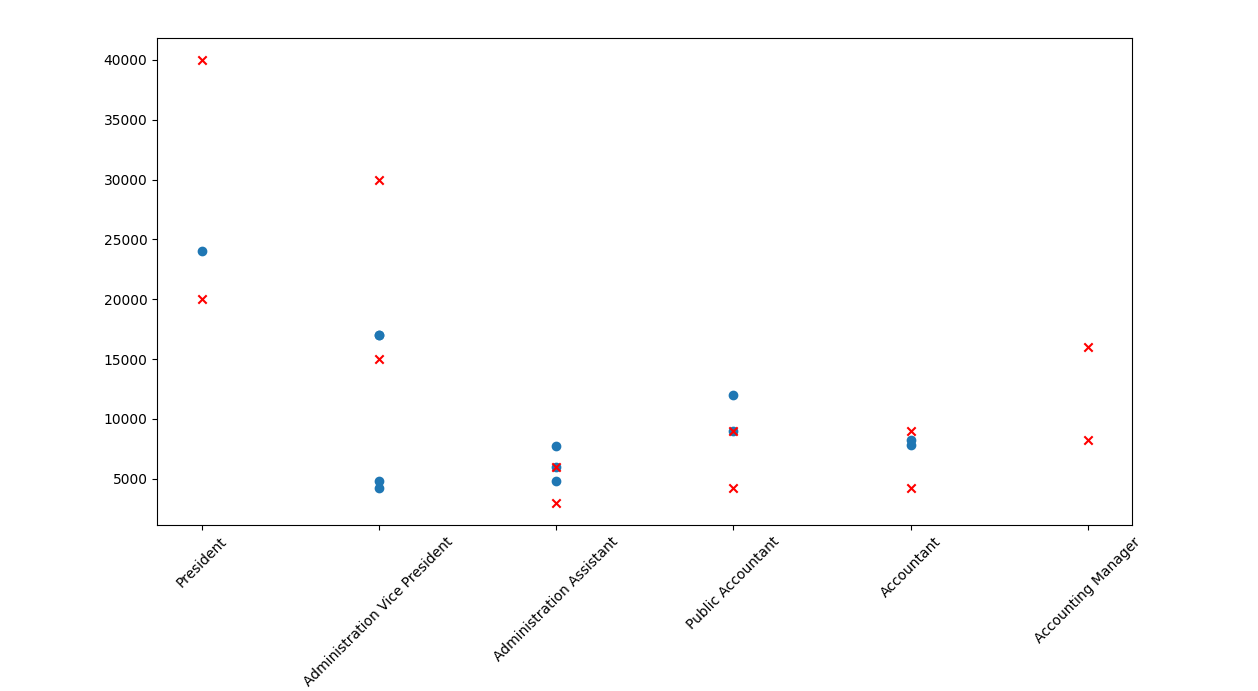 40000
35000
30000
25000
20000
15000
10000
5000
President
Administration Vice President
Administration Assistant
Public Accountant
Accountant
Accounting Manager